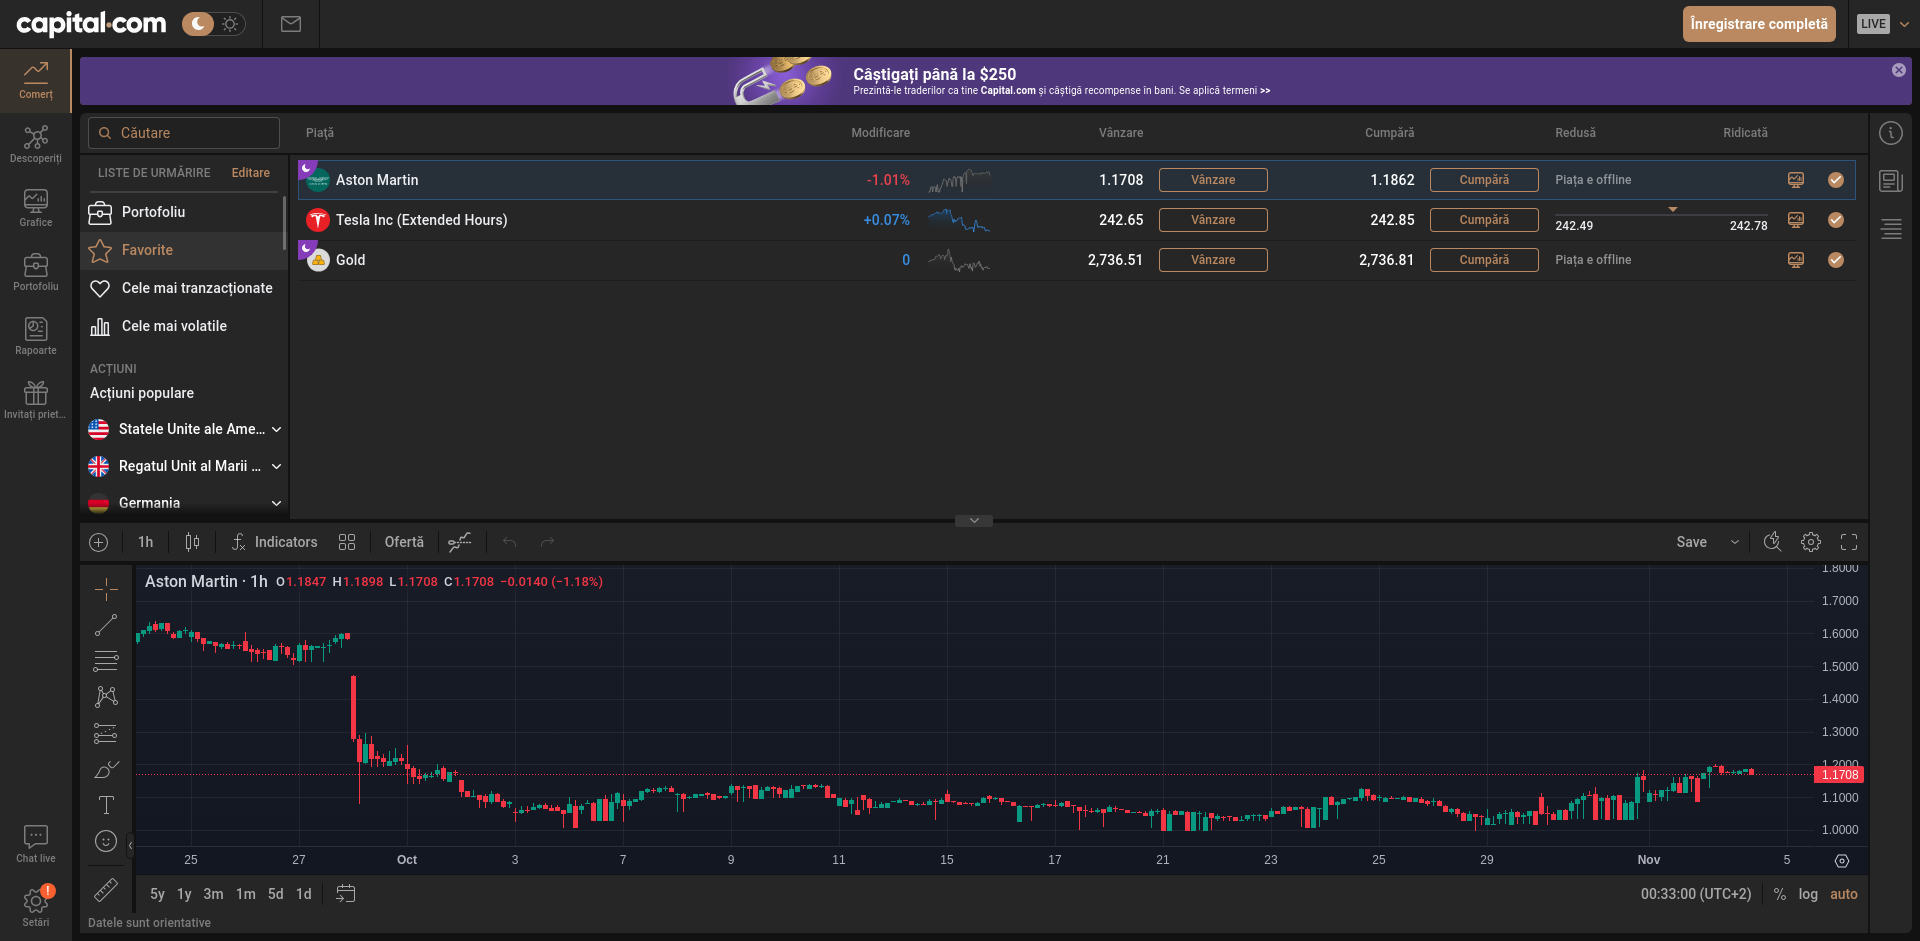 capital.com
Înregistrare completă
LIVE
Câștigați până la $250
Prezintă-le traderilor ca tine Capital.com și câștigă recompense în bani. Se aplică termeni >>
Comerț
Descoperiți
Grafice
Portofoliu
Rapoarte
Invitați priet...
Chat live
Setări
!
Căutare
LISTE DE URMĂRIRE Editare
Portofoliu
Favorite
Cele mai tranzacționate
Cele mai volatile
ACȚIUNI
Acțiuni populare
Statele Unite ale Ame...
Regatul Unit al Marii ...
Germania
Piață Modificare Vânzare Cumpără Redusă Ridicată
Aston Martin -1.01% 1.1708 Vânzare 1.1862 Cumpără Piața e offline
Tesla Inc (Extended Hours) +0.07% 242.65 Vânzare 242.85 Cumpără 242.49 242.78
Gold 0 2,736.51 Vânzare 2,736.81 Cumpără Piața e offline
1h Indicators Ofertă Save
Aston Martin · 1h O1.1847 H1.1898 L1.1708 C1.1708 −0.0140 (−1.18%)
1.8000
1.7000
1.6000
1.5000
1.4000
1.3000
1.2000
1.1708
1.1000
1.0000
25 27 Oct 3 7 9 11 15 17 21 23 25 29 Nov 5
5y 1y 3m 1m 5d 1d 00:33:00 (UTC+2) % log auto
Datele sunt orientative